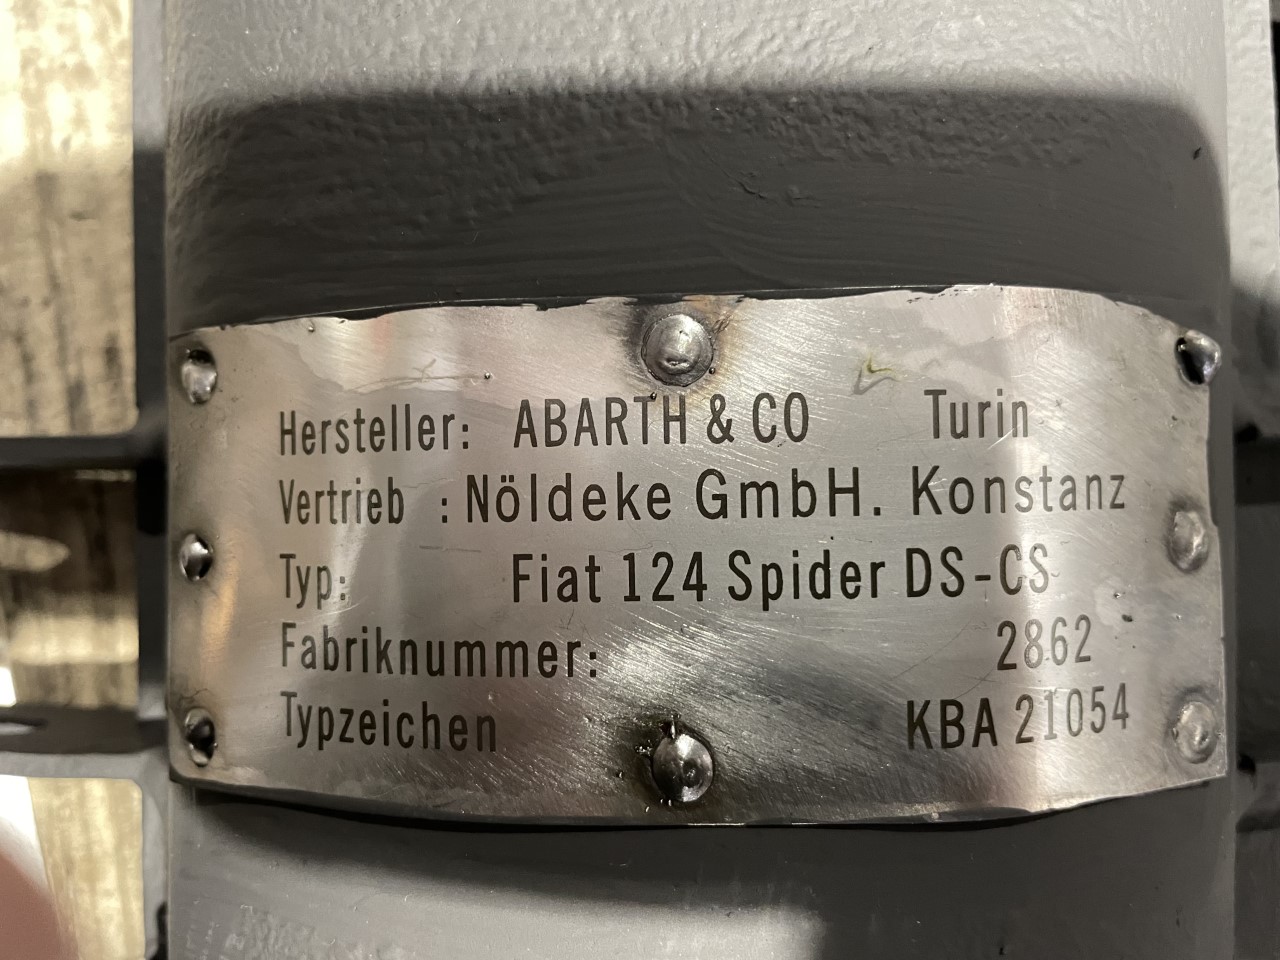 Hersteller: ABARTH & CO Turin
Vertrieb : Nöldeke GmbH. Konstanz
Typ: Fiat 124 Spider DS-CS
Fabriknummer: 2862
Typzeichen KBA 21054